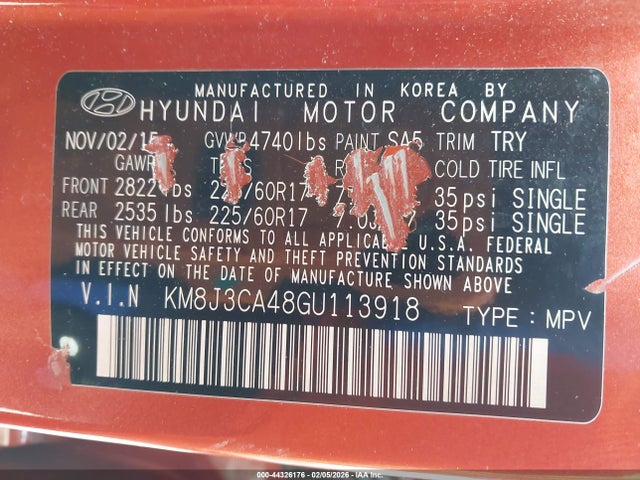 MANUFACTURED IN KOREA BY
HYUNDAI MOTOR COMPANY
NOV/02/15 GVWR 4740lbs PAINT SA5 TRIM TRY
GAWR COLD TIRE INFL
FRONT 2822 lbs /60R17 35psi SINGLE
REAR 2535 lbs 225/60R17 35psi SINGLE
THIS VEHICLE CONFORMS TO ALL APPLICABLE U.S.A. FEDERAL
MOTOR VEHICLE SAFETY AND THEFT PREVENTION STANDARDS
IN EFFECT ON THE DATE OF MANUFACTURE SHOWN ABOVE.
V.I.N KM8J3CA48GU113918 TYPE : MPV
000-44326176 - 02/05/2026 - IAA Inc.